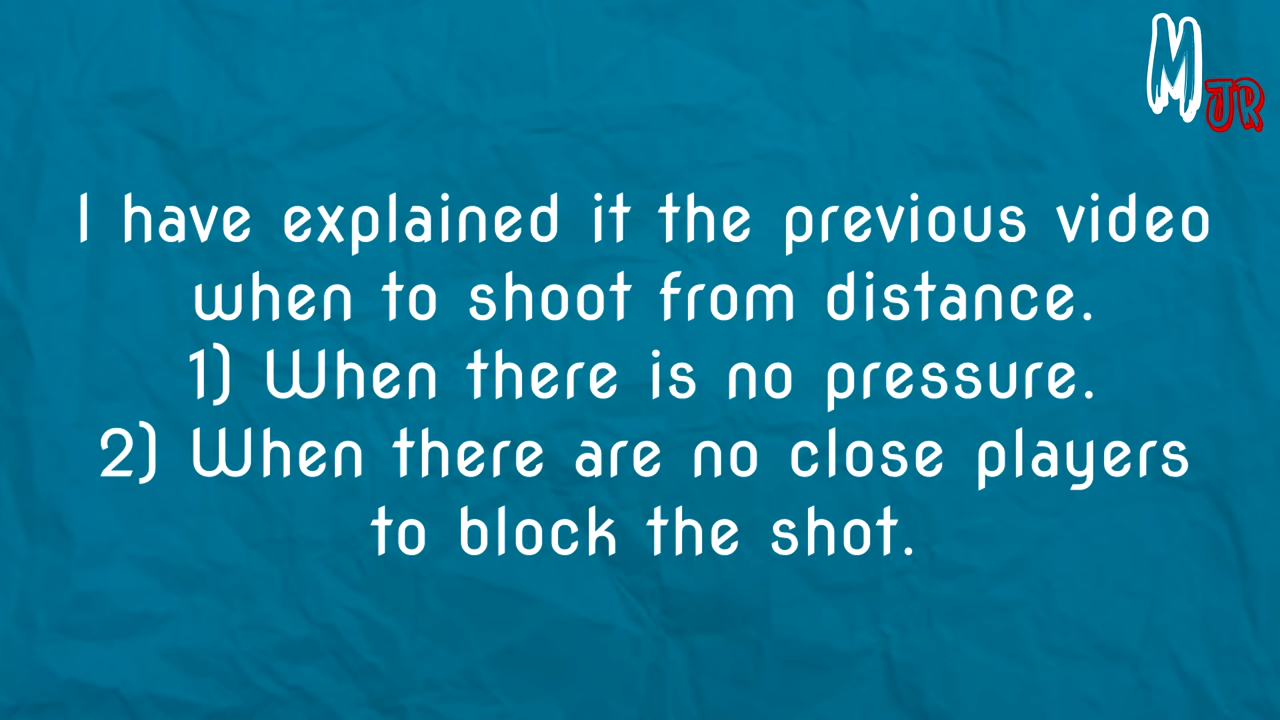 M
JR
I have explained it the previous video
when to shoot from distance.
1) When there is no pressure.
2) When there are no close players
to block the shot.